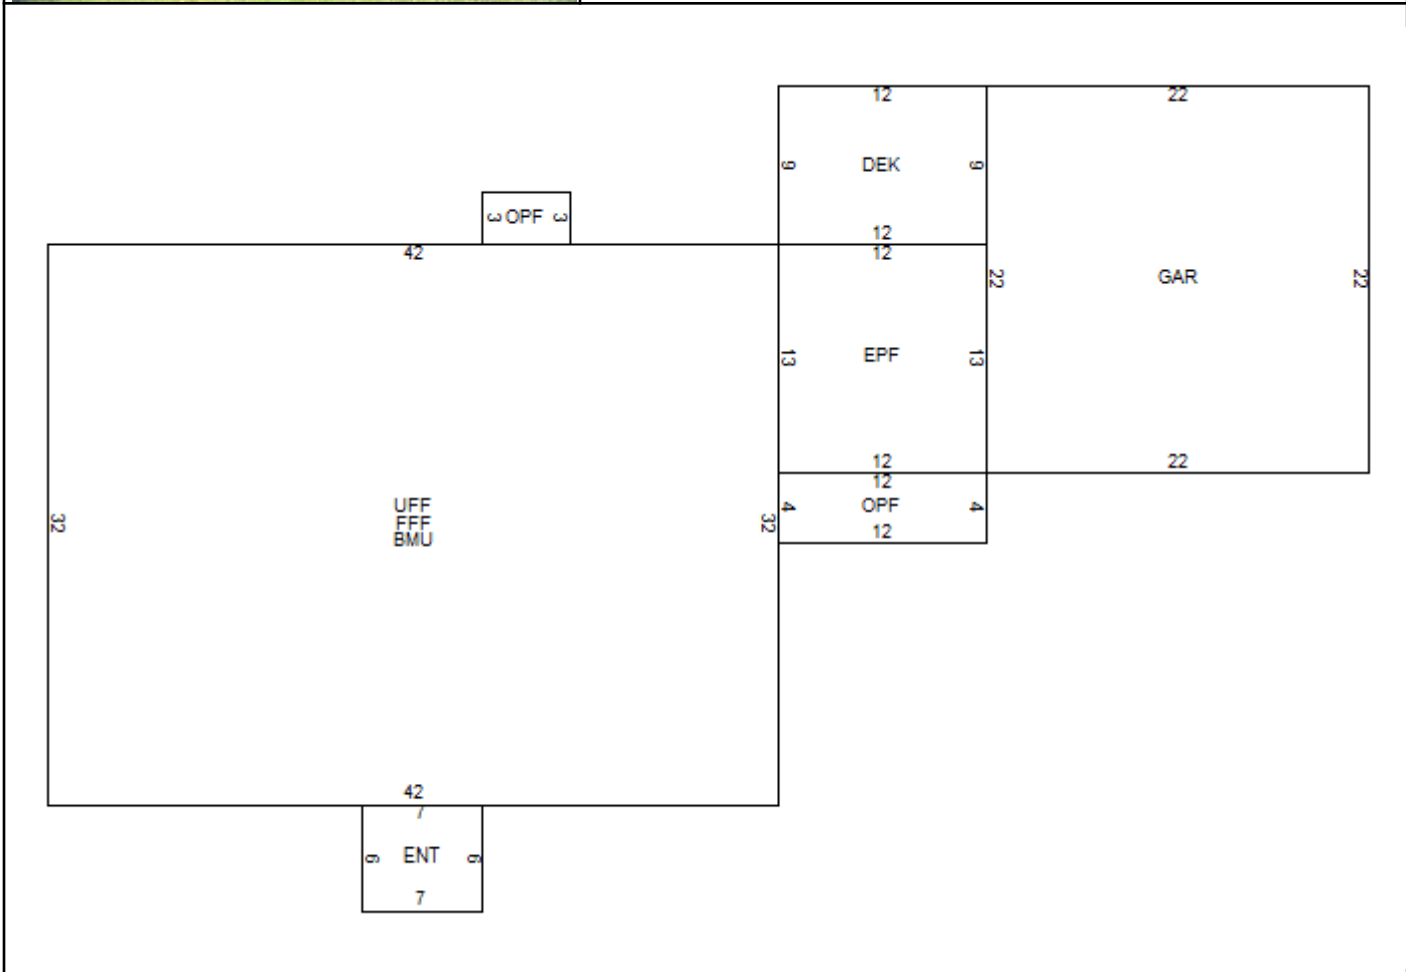 12 22
9 DEK 9
3 OPF 3
12
42 12
22 GAR 22
13 EPF 13
12 22
12
4 OPF 4
12
UFF
32 FFF 32
BMU
42
7
6 ENT 6
7